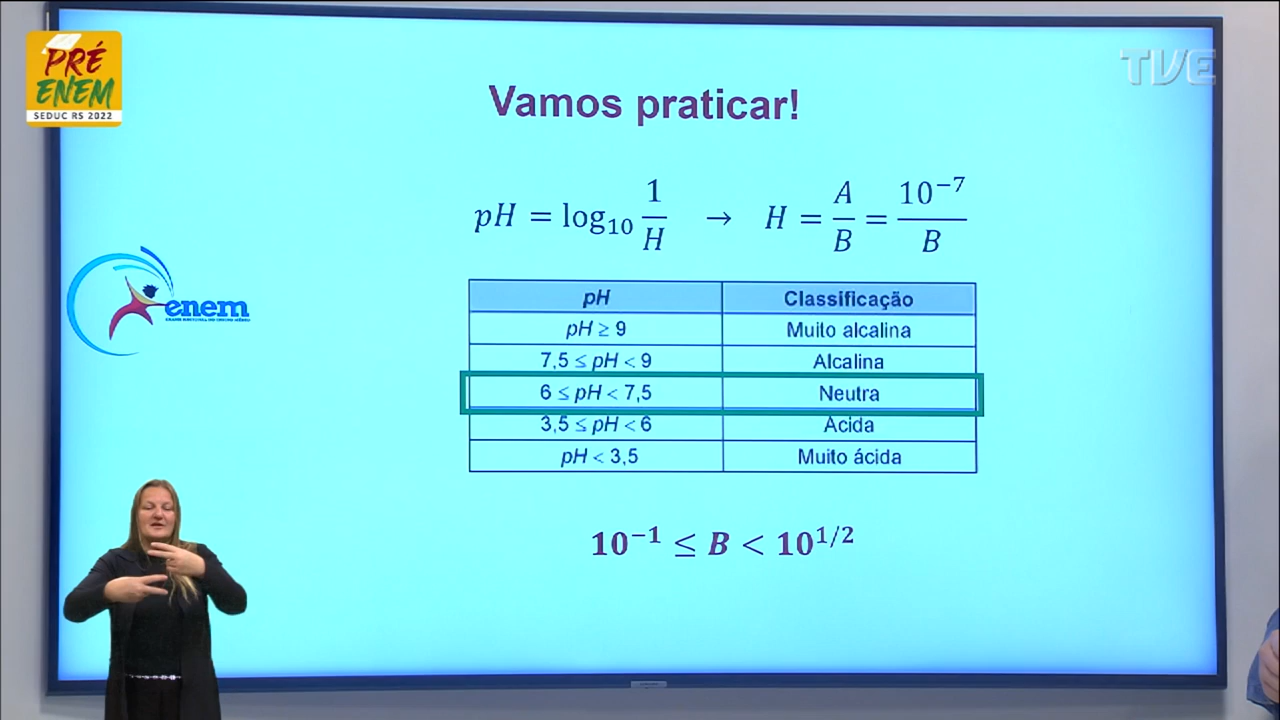 PRÉ
ENEM
SEDUC RS 2022
TVE
Vamos praticar!
pH = log₁₀ 1/H → H = A/B = 10⁻⁷/B
enem
pH Classificação
pH ≥ 9 Muito alcalina
7,5 ≤ pH < 9 Alcalina
6 ≤ pH < 7,5 Neutra
3,5 ≤ pH < 6 Ácida
pH < 3,5 Muito ácida
10⁻¹ ≤ B < 10¹/²